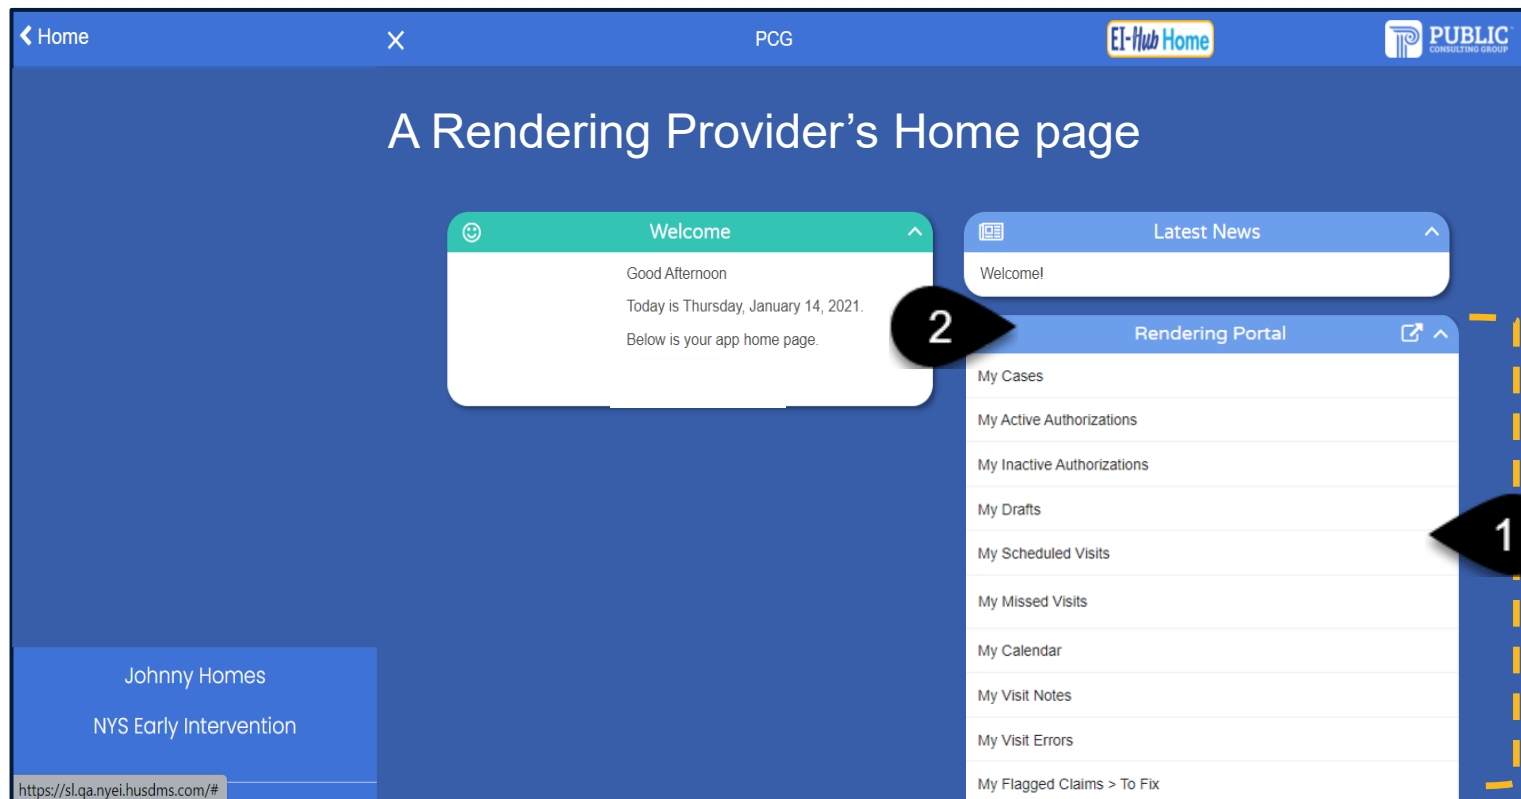 Home
PCG
EI-Hub Home
PUBLIC
CONSULTING GROUP
A Rendering Provider’s Home page
Welcome
Good Afternoon
Today is Thursday, January 14, 2021.
Below is your app home page.
Latest News
Welcome!
2
Rendering Portal
My Cases
My Active Authorizations
My Inactive Authorizations
My Drafts
My Scheduled Visits
1
My Missed Visits
My Calendar
My Visit Notes
My Visit Errors
My Flagged Claims > To Fix
Johnny Homes
NYS Early Intervention
https://sl.qa.nyei.husdms.com/#